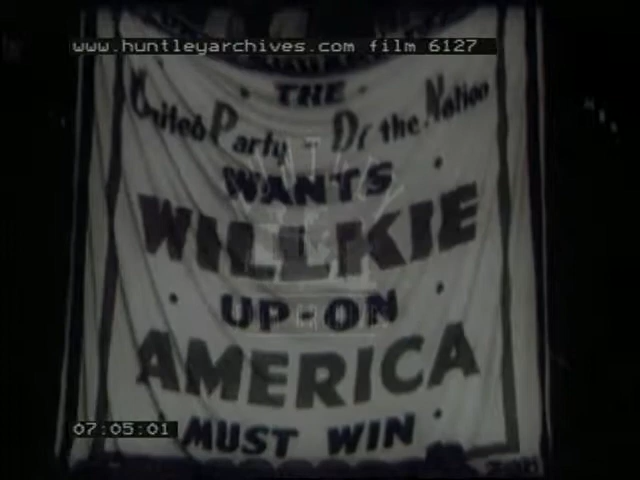 www.huntleyarchives.com film 6127
THE
United Party - Of the Nation
WANTS
WILLKIE
UP-ON
AMERICA
MUST WIN
07:05:01